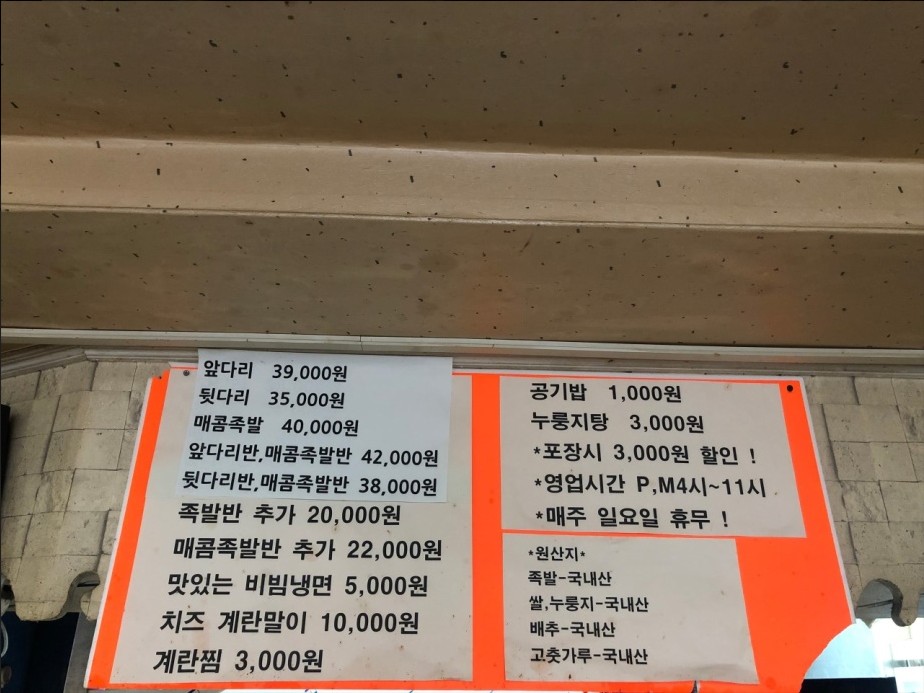 앞다리 39,000원
뒷다리 35,000원
매콤족발 40,000원
앞다리반,매콤족발반 42,000원
뒷다리반,매콤족발반 38,000원
족발반 추가 20,000원
매콤족발반 추가 22,000원
맛있는 비빔냉면 5,000원
치즈 계란말이 10,000원
계란찜 3,000원
공기밥 1,000원
누룽지탕 3,000원
*포장시 3,000원 할인 !
*영업시간 P,M4시~11시
*매주 일요일 휴무 !
*원산지*
족발-국내산
쌀,누룽지-국내산
배추-국내산
고춧가루-국내산